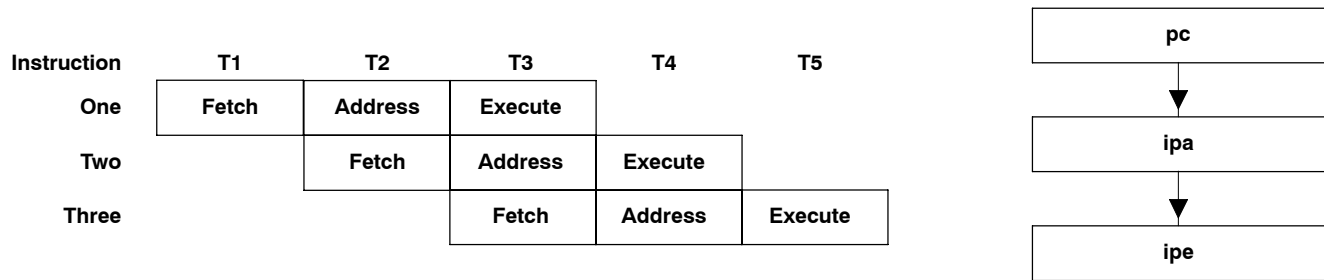 Instruction T1 T2 T3 T4 T5
One Fetch Address Execute
Two Fetch Address Execute
Three Fetch Address Execute
pc
ipa
ipe